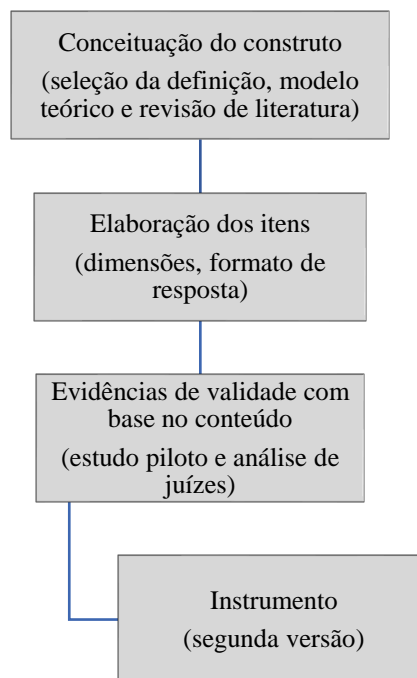 Conceituação do construto
(seleção da definição, modelo
teórico e revisão de literatura)
Elaboração dos itens
(dimensões, formato de
resposta)
Evidências de validade com
base no conteúdo
(estudo piloto e análise de
juízes)
Instrumento
(segunda versão)